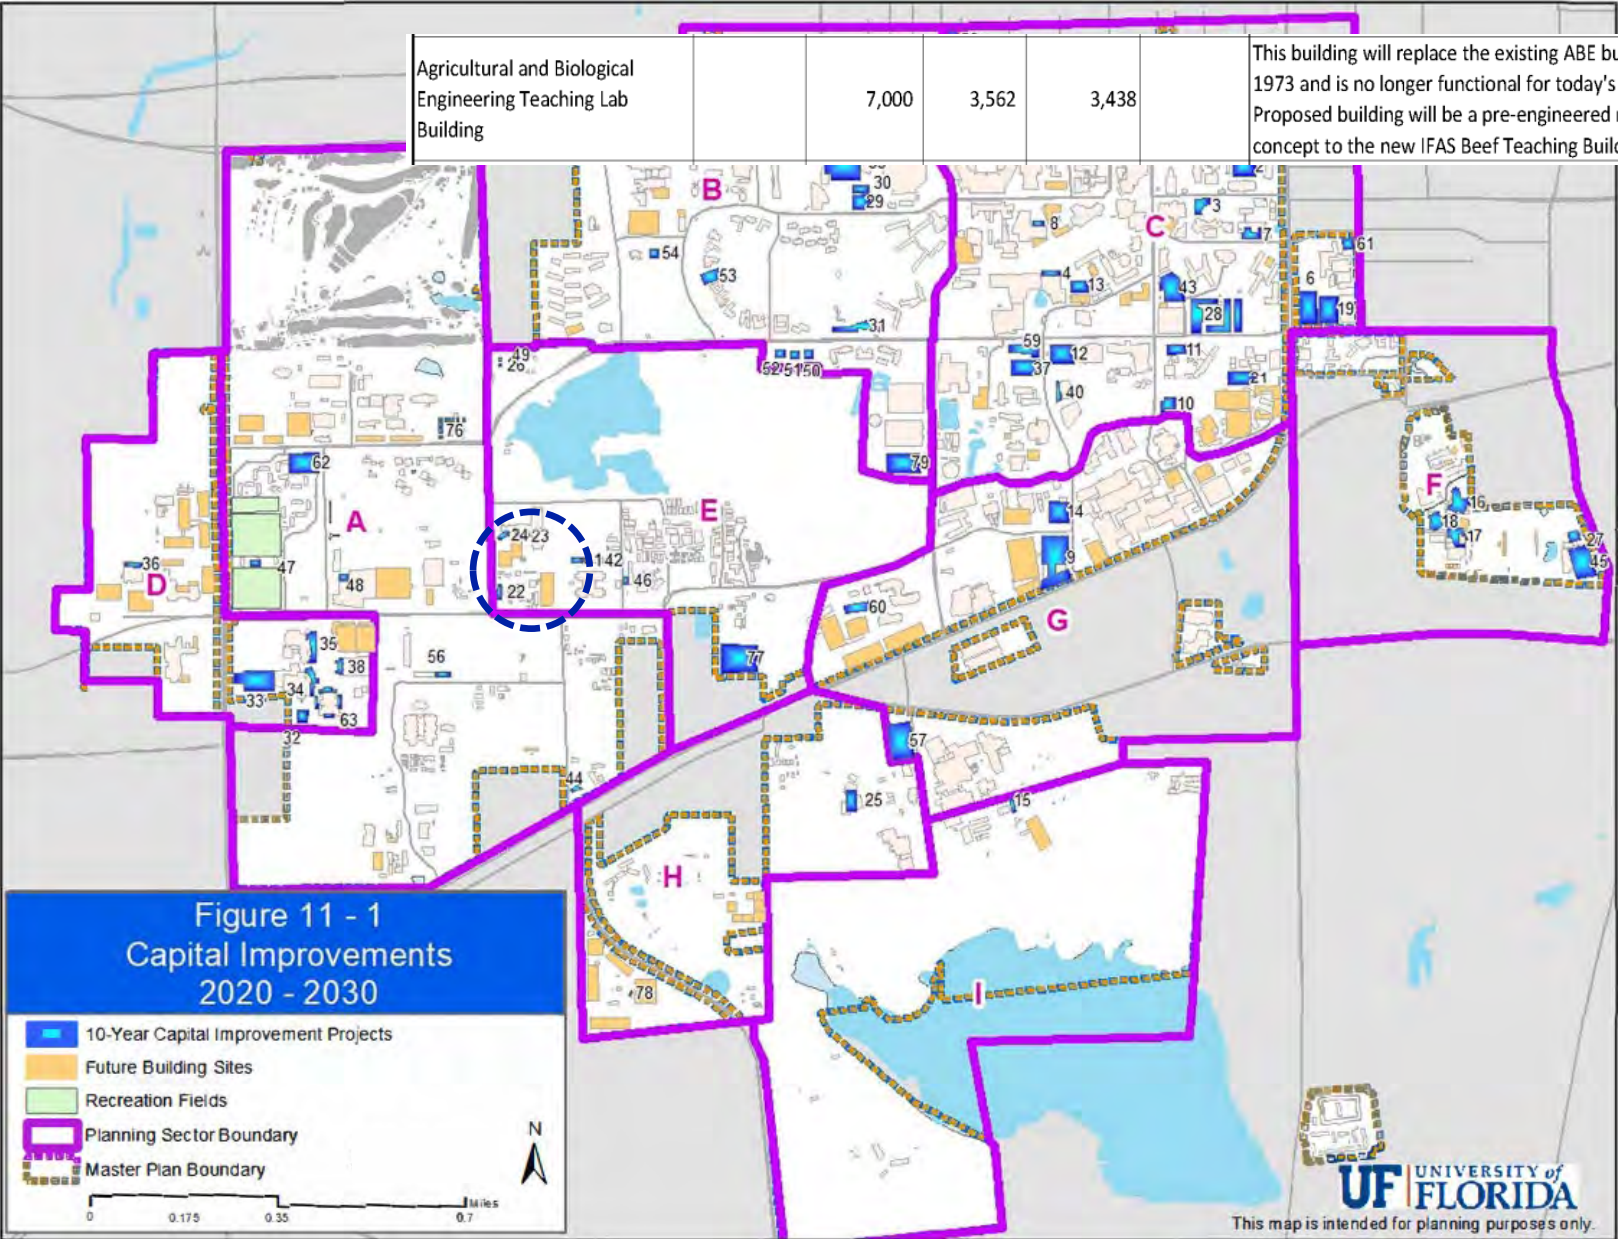 Agricultural and Biological
Engineering Teaching Lab
Building
7,000 3,562 3,438
This building will replace the existing ABE bu
1973 and is no longer functional for today's
Proposed building will be a pre-engineered
concept to the new IFAS Beef Teaching Build
B
30
29
8
C
3
7
2
54
53
4
13
43
61
6
19
28
31
49
26
52 51 50
59
12
37
11
40
21
10
76
62
79
A
E
F
16
18
17
14
24 23
27
45
9
36
D
47
48
22
1 42
46
60
G
35
38
56
77
33
34
63
32
57
44
25
15
H
78
I
Figure 11 - 1
Capital Improvements
2020 - 2030
10-Year Capital Improvement Projects
Future Building Sites
Recreation Fields
Planning Sector Boundary
Master Plan Boundary
N
Miles
0 0.175 0.35 0.7
UF UNIVERSITY of
FLORIDA
This map is intended for planning purposes only.